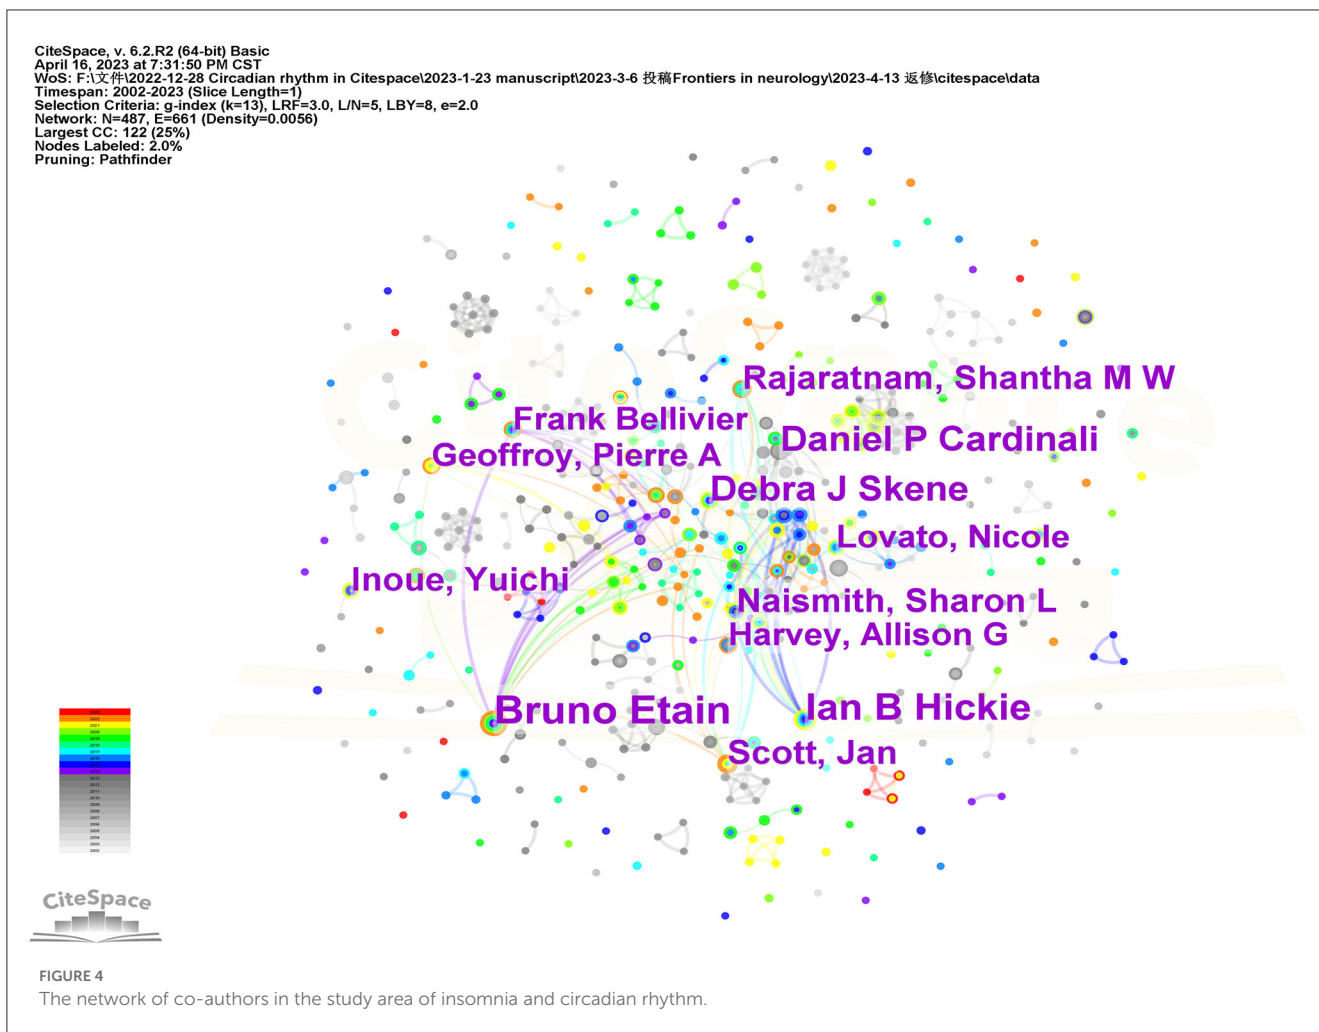 CiteSpace, v. 6.2.R2 (64-bit) Basic
April 16, 2023 at 7:31:50 PM CST
WoS: F:\文件\2022-12-28 Circadian rhythm in Citespace\2023-1-23 manuscript\2023-3-6 投稿Frontiers in neurology\2023-4-13 返修\citespace\data
Timespan: 2002-2023 (Slice Length=1)
Selection Criteria: g-index (k=13), LRF=3.0, L/N=5, LBY=8, e=2.0
Network: N=487, E=661 (Density=0.0056)
Largest CC: 122 (25%)
Nodes Labeled: 2.0%
Pruning: Pathfinder
Rajaratnam, Shantha M W
Frank Bellivier
Daniel P Cardinali
Geoffroy, Pierre A
Debra J Skene
Lovato, Nicole
Inoue, Yuichi
Naismith, Sharon L
Harvey, Allison G
Bruno Etain
Ian B Hickie
Scott, Jan
CiteSpace
FIGURE 4
The network of co-authors in the study area of insomnia and circadian rhythm.